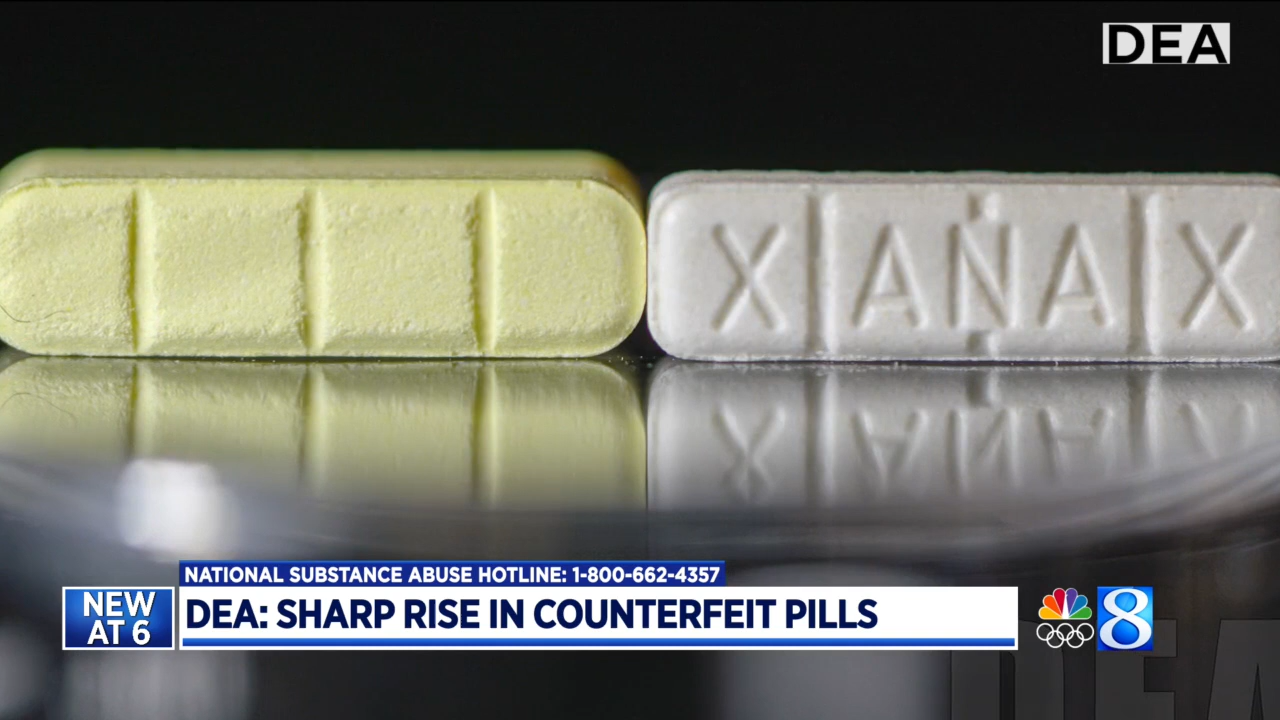 DEA
XANAX
NATIONAL SUBSTANCE ABUSE HOTLINE: 1-800-662-4357
NEW
AT 6
DEA: SHARP RISE IN COUNTERFEIT PILLS
8
DEA